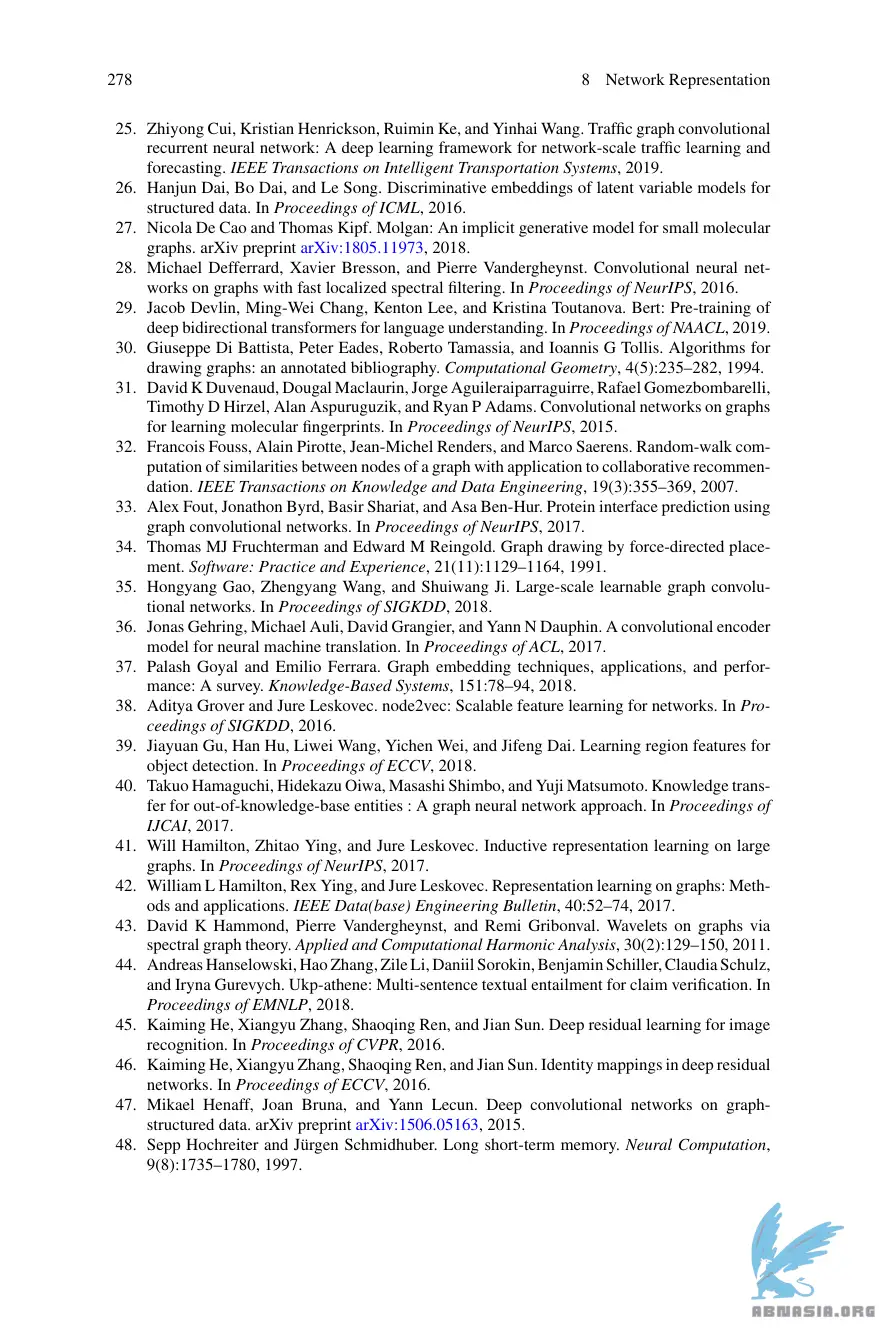 278 8 Network Representation
25. Zhiyong Cui, Kristian Henrickson, Ruimin Ke, and Yinhai Wang. Traffic graph convolutional
recurrent neural network: A deep learning framework for network-scale traffic learning and
forecasting. IEEE Transactions on Intelligent Transportation Systems, 2019.
26. Hanjun Dai, Bo Dai, and Le Song. Discriminative embeddings of latent variable models for
structured data. In Proceedings of ICML, 2016.
27. Nicola De Cao and Thomas Kipf. Molgan: An implicit generative model for small molecular
graphs. arXiv preprint arXiv:1805.11973, 2018.
28. Michael Defferrard, Xavier Bresson, and Pierre Vandergheynst. Convolutional neural net-
works on graphs with fast localized spectral filtering. In Proceedings of NeurIPS, 2016.
29. Jacob Devlin, Ming-Wei Chang, Kenton Lee, and Kristina Toutanova. Bert: Pre-training of
deep bidirectional transformers for language understanding. In Proceedings of NAACL, 2019.
30. Giuseppe Di Battista, Peter Eades, Roberto Tamassia, and Ioannis G Tollis. Algorithms for
drawing graphs: an annotated bibliography. Computational Geometry, 4(5):235–282, 1994.
31. David K Duvenaud, Dougal Maclaurin, Jorge Aguileraiparraguirre, Rafael Gomezbombarelli,
Timothy D Hirzel, Alan Aspuruguzik, and Ryan P Adams. Convolutional networks on graphs
for learning molecular fingerprints. In Proceedings of NeurIPS, 2015.
32. Francois Fouss, Alain Pirotte, Jean-Michel Renders, and Marco Saerens. Random-walk com-
putation of similarities between nodes of a graph with application to collaborative recommen-
dation. IEEE Transactions on Knowledge and Data Engineering, 19(3):355–369, 2007.
33. Alex Fout, Jonathon Byrd, Basir Shariat, and Asa Ben-Hur. Protein interface prediction using
graph convolutional networks. In Proceedings of NeurIPS, 2017.
34. Thomas MJ Fruchterman and Edward M Reingold. Graph drawing by force-directed place-
ment. Software: Practice and Experience, 21(11):1129–1164, 1991.
35. Hongyang Gao, Zhengyang Wang, and Shuiwang Ji. Large-scale learnable graph convolu-
tional networks. In Proceedings of SIGKDD, 2018.
36. Jonas Gehring, Michael Auli, David Grangier, and Yann N Dauphin. A convolutional encoder
model for neural machine translation. In Proceedings of ACL, 2017.
37. Palash Goyal and Emilio Ferrara. Graph embedding techniques, applications, and perfor-
mance: A survey. Knowledge-Based Systems, 151:78–94, 2018.
38. Aditya Grover and Jure Leskovec. node2vec: Scalable feature learning for networks. In Pro-
ceedings of SIGKDD, 2016.
39. Jiayuan Gu, Han Hu, Liwei Wang, Yichen Wei, and Jifeng Dai. Learning region features for
object detection. In Proceedings of ECCV, 2018.
40. Takuo Hamaguchi, Hidekazu Oiwa, Masashi Shimbo, and Yuji Matsumoto. Knowledge trans-
fer for out-of-knowledge-base entities : A graph neural network approach. In Proceedings of
IJCAI, 2017.
41. Will Hamilton, Zhitao Ying, and Jure Leskovec. Inductive representation learning on large
graphs. In Proceedings of NeurIPS, 2017.
42. William L Hamilton, Rex Ying, and Jure Leskovec. Representation learning on graphs: Meth-
ods and applications. IEEE Data(base) Engineering Bulletin, 40:52–74, 2017.
43. David K Hammond, Pierre Vandergheynst, and Remi Gribonval. Wavelets on graphs via
spectral graph theory. Applied and Computational Harmonic Analysis, 30(2):129–150, 2011.
44. Andreas Hanselowski, Hao Zhang, Zile Li, Daniil Sorokin, Benjamin Schiller, Claudia Schulz,
and Iryna Gurevych. Ukp-athene: Multi-sentence textual entailment for claim verification. In
Proceedings of EMNLP, 2018.
45. Kaiming He, Xiangyu Zhang, Shaoqing Ren, and Jian Sun. Deep residual learning for image
recognition. In Proceedings of CVPR, 2016.
46. Kaiming He, Xiangyu Zhang, Shaoqing Ren, and Jian Sun. Identity mappings in deep residual
networks. In Proceedings of ECCV, 2016.
47. Mikael Henaff, Joan Bruna, and Yann Lecun. Deep convolutional networks on graph-
structured data. arXiv preprint arXiv:1506.05163, 2015.
48. Sepp Hochreiter and Jürgen Schmidhuber. Long short-term memory. Neural Computation,
9(8):1735–1780, 1997.
ABNASIA.ORG